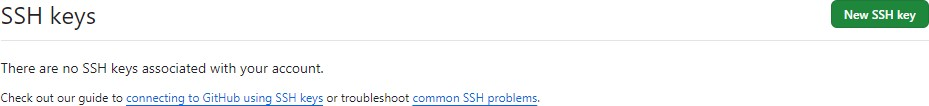 SSH keys
New SSH key
There are no SSH keys associated with your account.
Check out our guide to connecting to GitHub using SSH keys or troubleshoot common SSH problems.